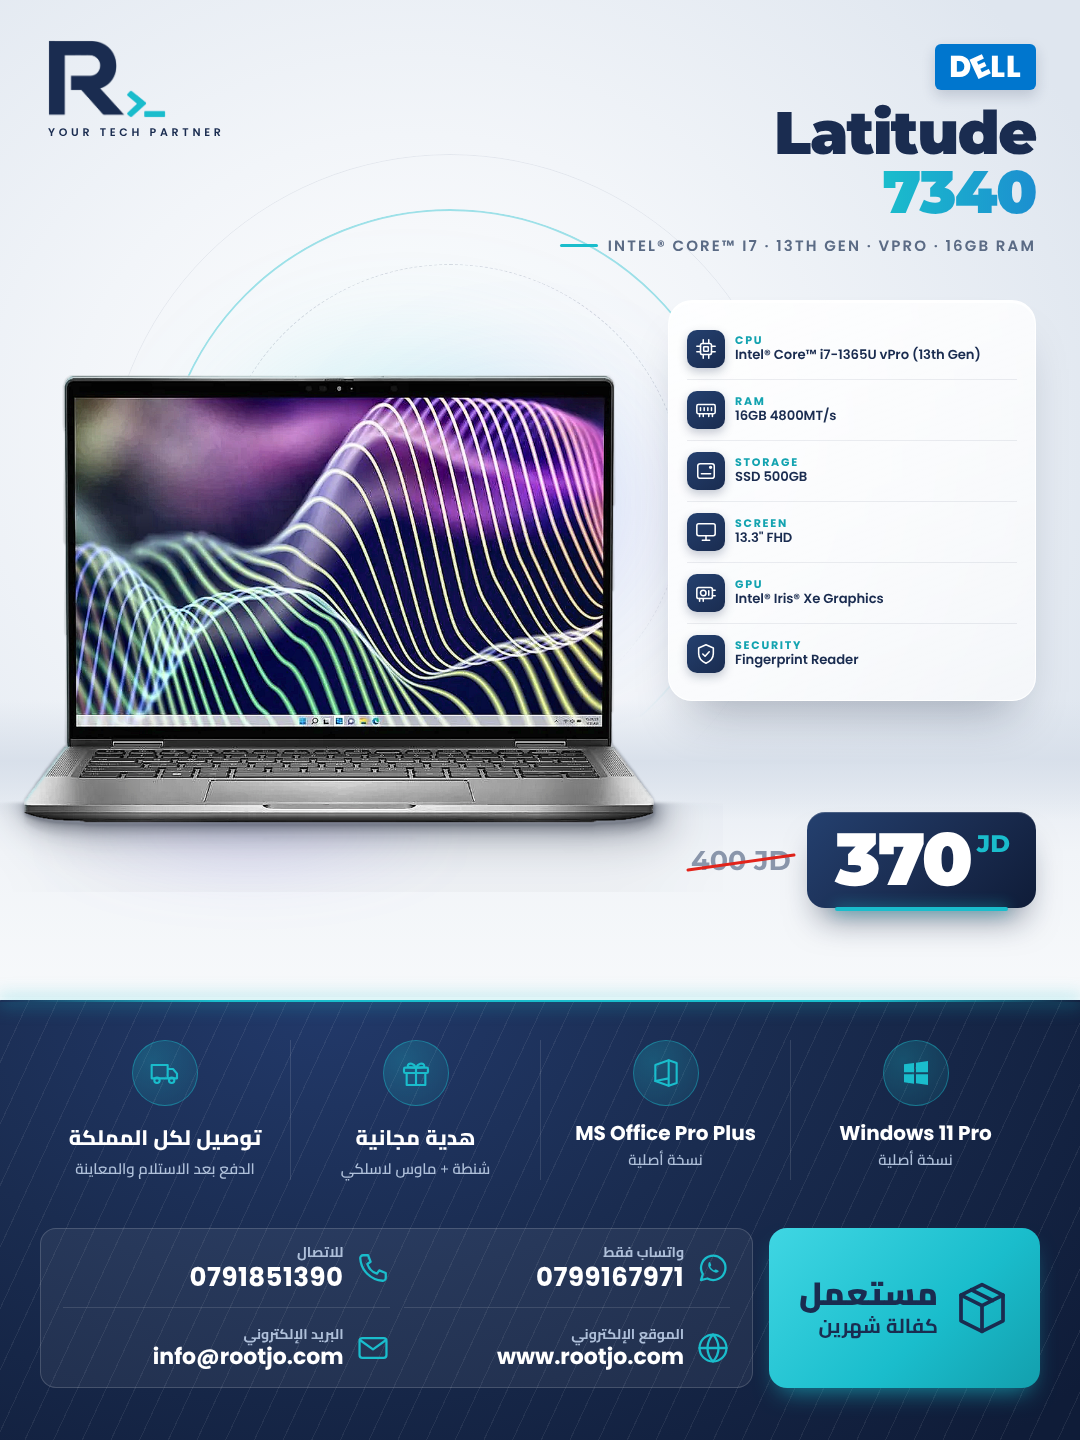 R>_
YOUR TECH PARTNER
DELL
Latitude
7340
INTEL® CORE™ I7 · 13TH GEN · VPRO · 16GB RAM
CPU
Intel® Core™ i7-1365U vPro (13th Gen)
RAM
16GB 4800MT/s
STORAGE
SSD 500GB
SCREEN
13.3" FHD
GPU
Intel® Iris® Xe Graphics
SECURITY
Fingerprint Reader
400 JD
370 JD
Windows 11 Pro
نسخة أصلية
MS Office Pro Plus
نسخة أصلية
هدية مجانية
شنطة + ماوس لاسلكي
توصيل لكل المملكة
الدفع بعد الاستلام والمعاينة
مستعمل
كفالة شهرين
واتساب فقط
0799167971
للاتصال
0791851390
الموقع الإلكتروني
www.rootjo.com
البريد الإلكتروني
info@rootjo.com